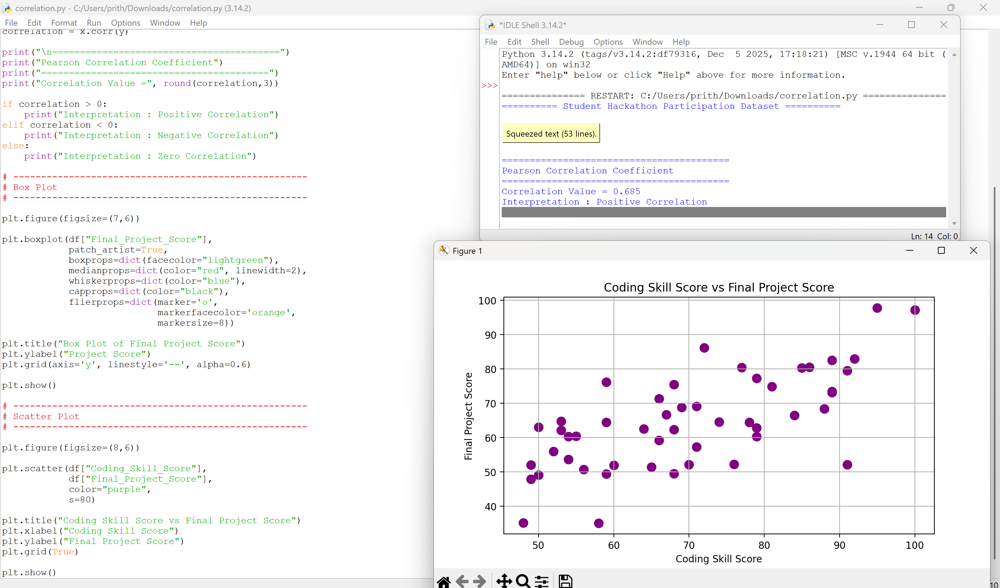 correlation.py - C:/Users/prith/Downloads/correlation.py (3.14.2)
File Edit Format Run Options Window Help
correlation = x.corr(y)
print("\n=========================================")
print("Pearson Correlation Coefficient")
print("=========================================")
print("Correlation Value =", round(correlation,3))
if correlation > 0:
    print("Interpretation : Positive Correlation")
elif correlation < 0:
    print("Interpretation : Negative Correlation")
else:
    print("Interpretation : Zero Correlation")
# -----------------------------------------------------
# Box Plot
# -----------------------------------------------------
plt.figure(figsize=(7,6))
plt.boxplot(df["Final_Project_Score"],
            patch_artist=True,
            boxprops=dict(facecolor="lightgreen"),
            medianprops=dict(color="red", linewidth=2),
            whiskerprops=dict(color="blue"),
            capprops=dict(color="black"),
            flierprops=dict(marker='o',
                            markerfacecolor='orange',
                            markersize=8))
plt.title("Box Plot of Final Project Score")
plt.ylabel("Project Score")
plt.grid(axis='y', linestyle='--', alpha=0.6)
plt.show()
# -----------------------------------------------------
# Scatter Plot
# -----------------------------------------------------
plt.figure(figsize=(8,6))
plt.scatter(df["Coding_Skill_Score"],
            df["Final_Project_Score"],
            color="purple",
            s=80)
plt.title("Coding Skill Score vs Final Project Score")
plt.xlabel("Coding Skill Score")
plt.ylabel("Final Project Score")
plt.grid(True)
plt.show()
*IDLE Shell 3.14.2*
File Edit Shell Debug Options Window Help
Python 3.14.2 (tags/v3.14.2:df79316, Dec  5 2025, 17:18:21) [MSC v.1944 64 bit (
AMD64)] on win32
Enter "help" below or click "Help" above for more information.
>>>
=============== RESTART: C:/Users/prith/Downloads/correlation.py ===============
========== Student Hackathon Participation Dataset ==========
Squeezed text (53 lines).
=========================================
Pearson Correlation Coefficient
=========================================
Correlation Value = 0.685
Interpretation : Positive Correlation
Ln: 14 Col: 0
Figure 1
Coding Skill Score vs Final Project Score
100
90
80
70
60
50
40
Final Project Score
50 60 70 80 90 100
Coding Skill Score